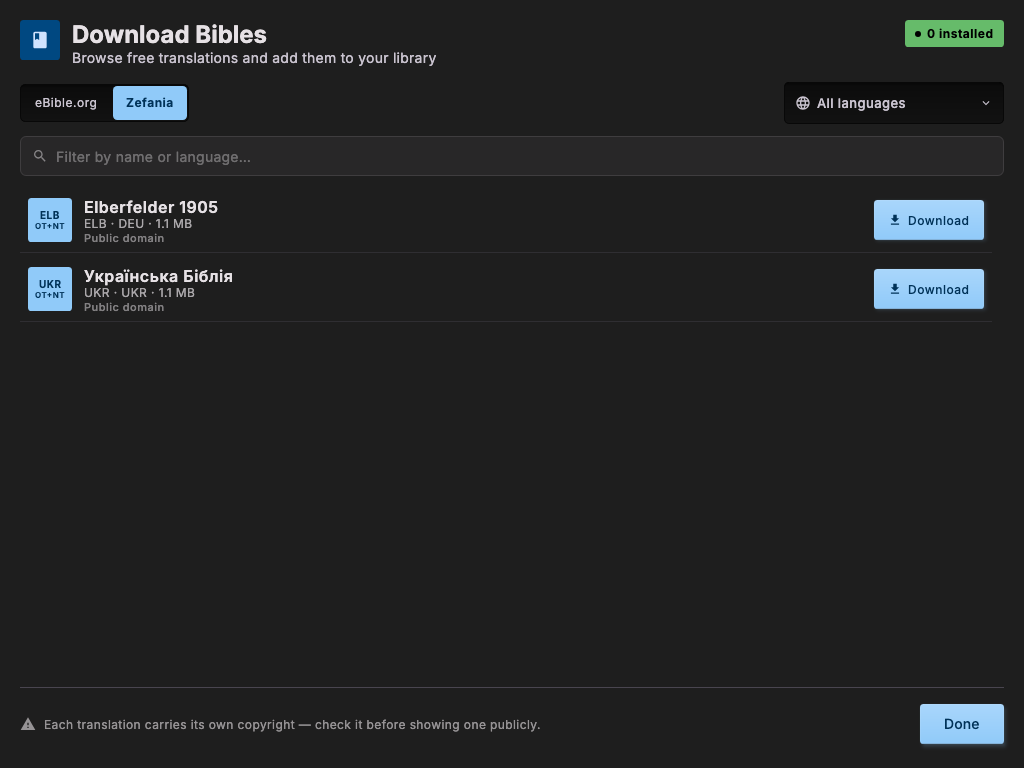 Download Bibles
Browse free translations and add them to your library
0 installed
eBible.org
Zefania
All languages
Filter by name or language...
ELB
OT+NT
Elberfelder 1905
ELB · DEU · 1.1 MB
Public domain
Download
UKR
OT+NT
Українська Біблія
UKR · UKR · 1.1 MB
Public domain
Download
Each translation carries its own copyright — check it before showing one publicly.
Done